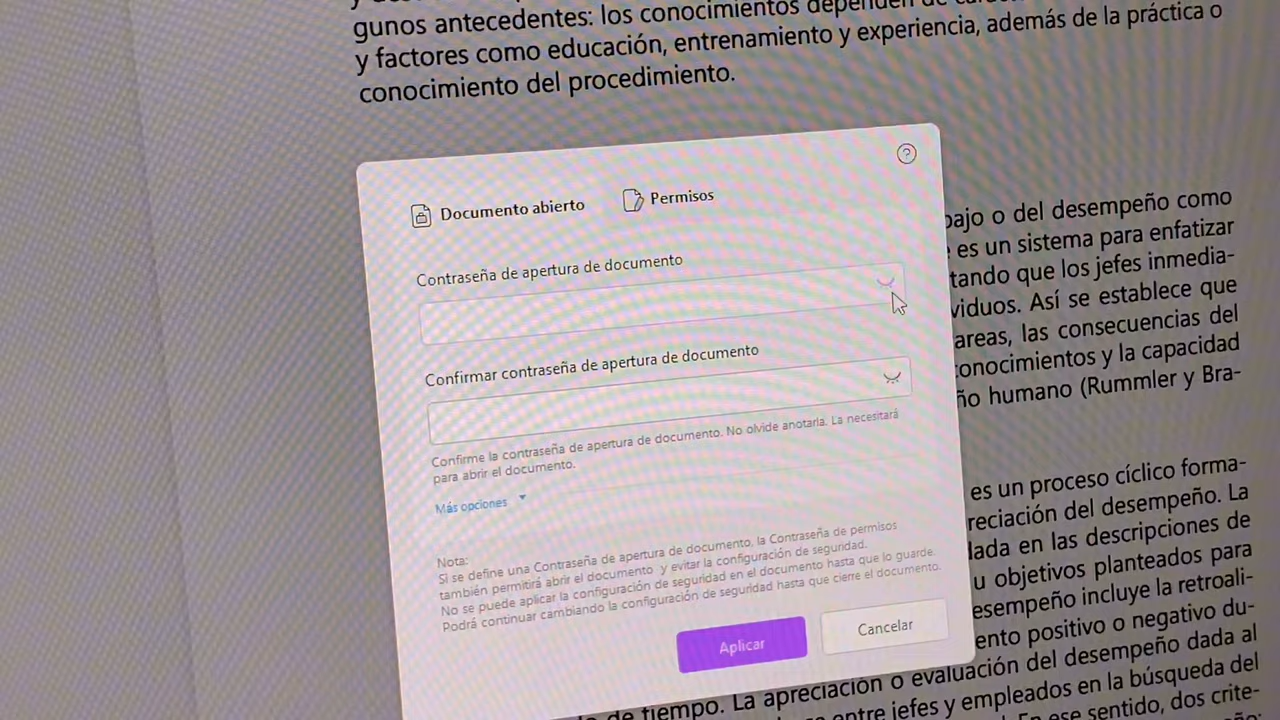 gunos antecedentes: los conocimientos dependen de
y factores como educación, entrenamiento y experiencia, además de la práctica o
conocimiento del procedimiento.
Documento abierto
Permisos
Contraseña de apertura de documento
Confirmar contraseña de apertura de documento
Confirme la contraseña de apertura de documento. No olvide anotarla. La necesitará
para abrir el documento.
Más opciones
Nota:
Si se define una Contraseña de apertura de documento, la Contraseña de permisos
también permitirá abrir el documento y evitar la configuración de seguridad.
No se puede aplicar la configuración de seguridad en el documento hasta que lo guarde.
Podrá continuar cambiando la configuración de seguridad hasta que cierre el documento.
Aplicar
Cancelar
bajo o del desempeño como
es un sistema para enfatizar
tando que los jefes inmedia-
viduos. Así se establece que
areas, las consecuencias del
conocimientos y la capacidad
ño humano (Rummler y Bra-
es un proceso cíclico forma-
reciación del desempeño. La
lada en las descripciones de
u objetivos planteados para
esempeño incluye la retroali-
ento positivo o negativo du-
de tiempo. La apreciación o evaluación del desempeño dada al
entre jefes y empleados en la búsqueda del
En ese sentido, dos crite-